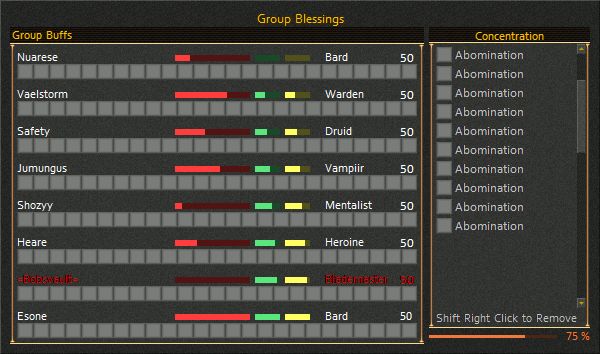 Group Blessings
Group Buffs
Concentration
Nuarese Bard 50
Vaelstorm Warden 50
Safety Druid 50
Jumungus Vampiir 50
Shozyy Mentalist 50
Heare Heroine 50
50
Esone Bard 50
Abomination
Abomination
Abomination
Abomination
Abomination
Abomination
Abomination
Abomination
Abomination
Abomination
Shift Right Click to Remove
75 %